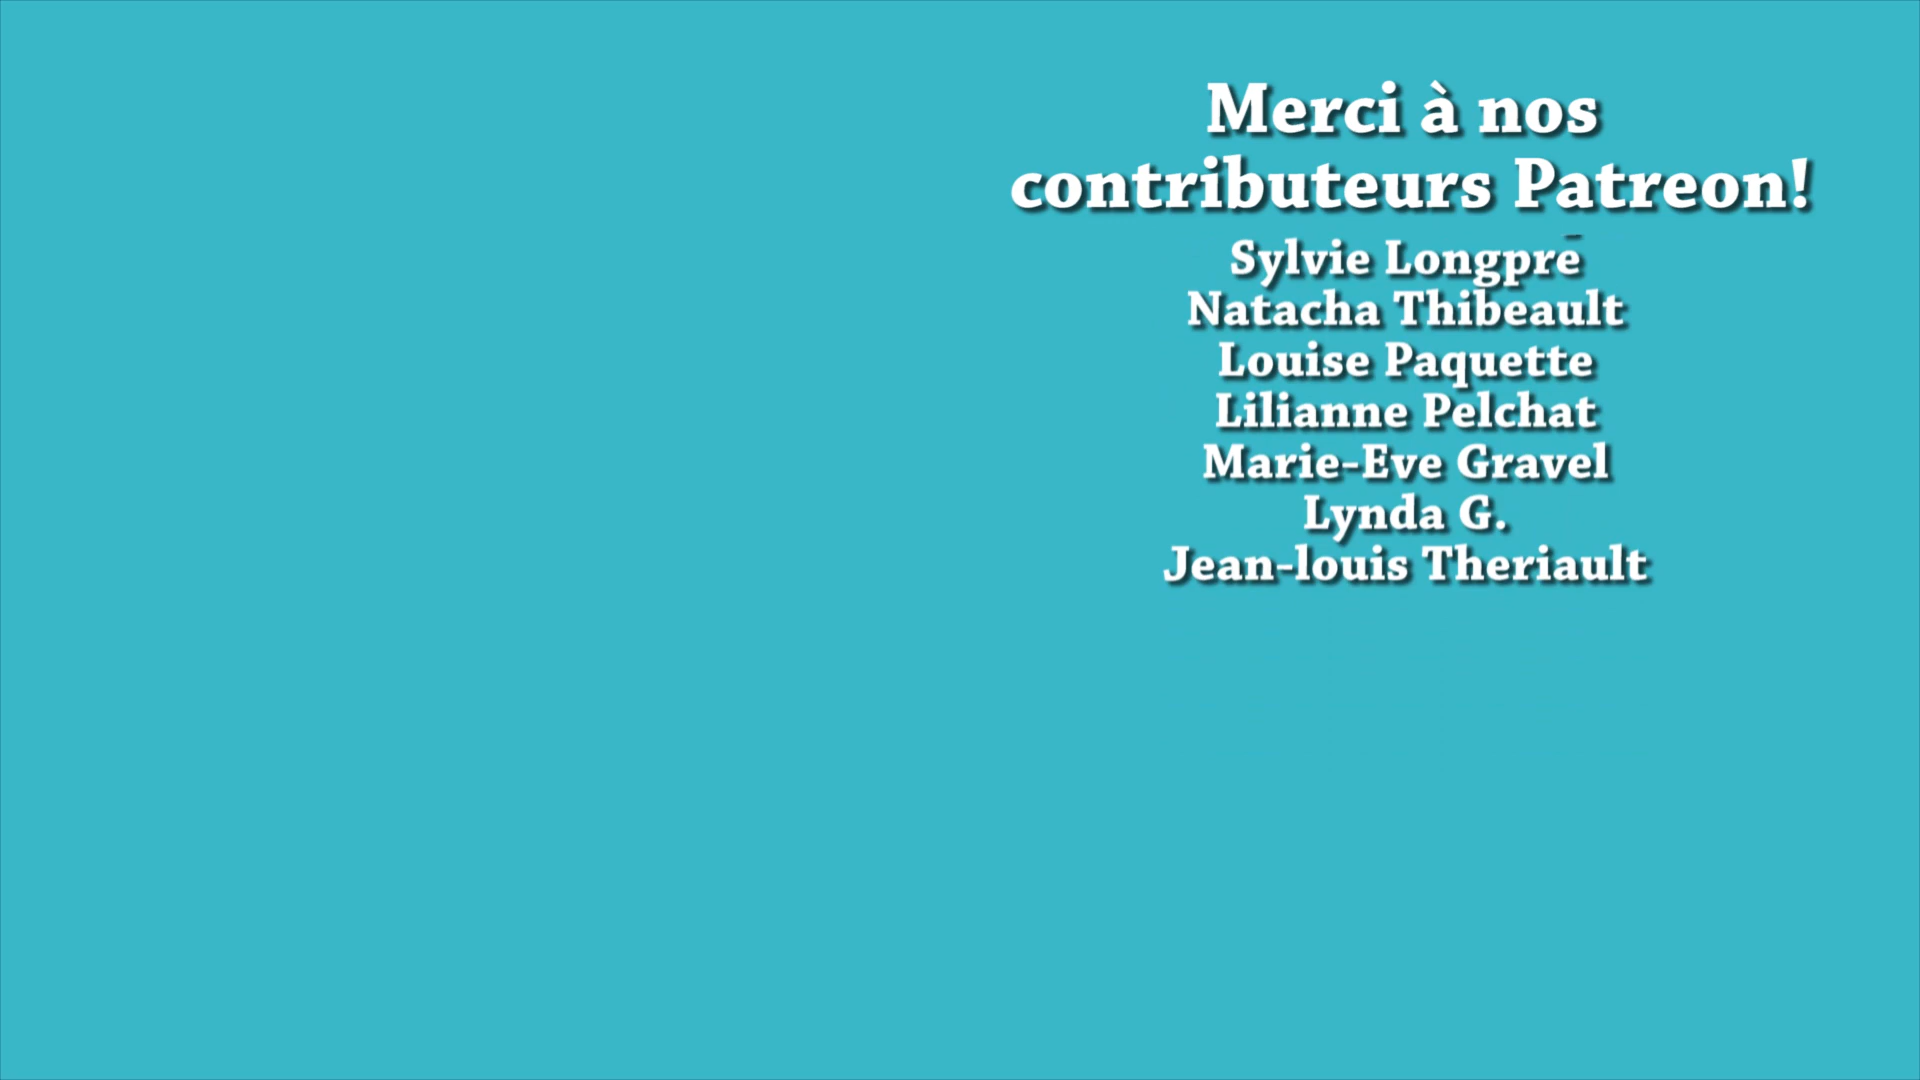 Merci à nos
contributeurs Patreon!
Sylvie Longpré
Natacha Thibeault
Louise Paquette
Lilianne Pelchat
Marie-Eve Gravel
Lynda G.
Jean-louis Theriault